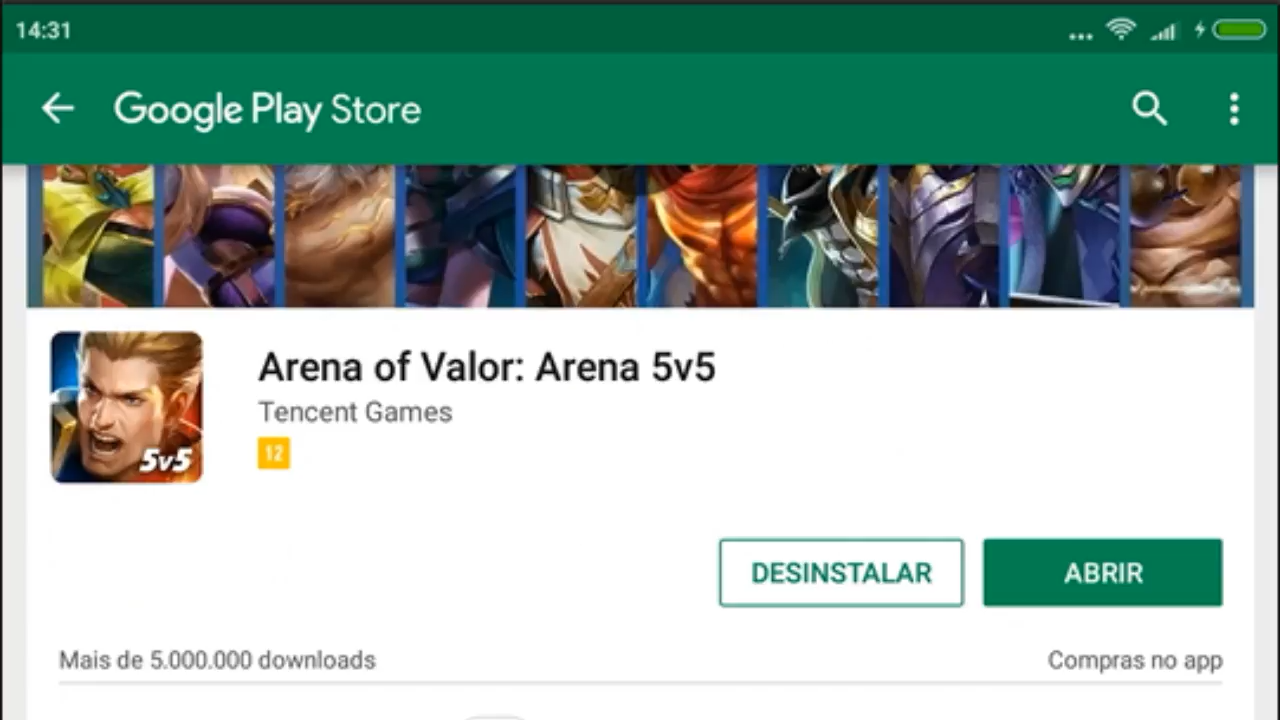 14:31
Google Play Store
Arena of Valor: Arena 5v5
5v5
Tencent Games
12
DESINSTALAR
ABRIR
Mais de 5.000.000 downloads
Compras no app